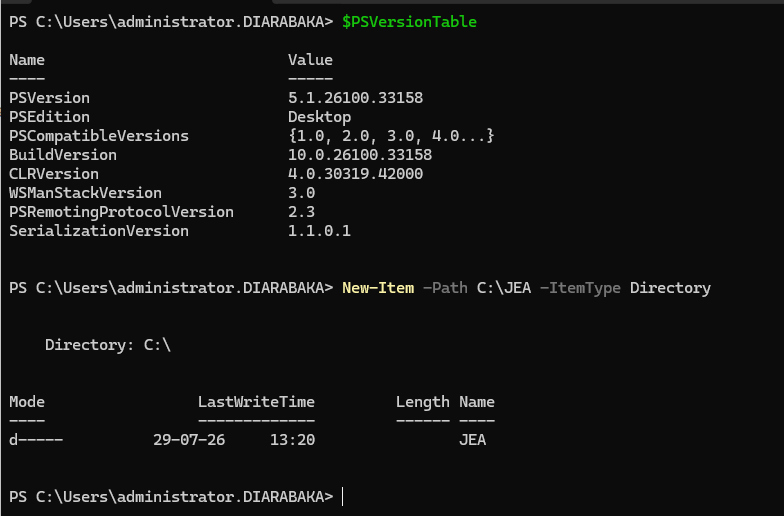 PS C:\Users\administrator.DIARABAKA> $PSVersionTable
Name                           Value
----                           -----
PSVersion                      5.1.26100.33158
PSEdition                      Desktop
PSCompatibleVersions           {1.0, 2.0, 3.0, 4.0...}
BuildVersion                   10.0.26100.33158
CLRVersion                     4.0.30319.42000
WSManStackVersion              3.0
PSRemotingProtocolVersion      2.3
SerializationVersion           1.1.0.1
PS C:\Users\administrator.DIARABAKA> New-Item -Path C:\JEA -ItemType Directory
    Directory: C:\
Mode                 LastWriteTime         Length Name
----                 -------------         ------ ----
d-----          29-07-26     13:20                JEA
PS C:\Users\administrator.DIARABAKA>